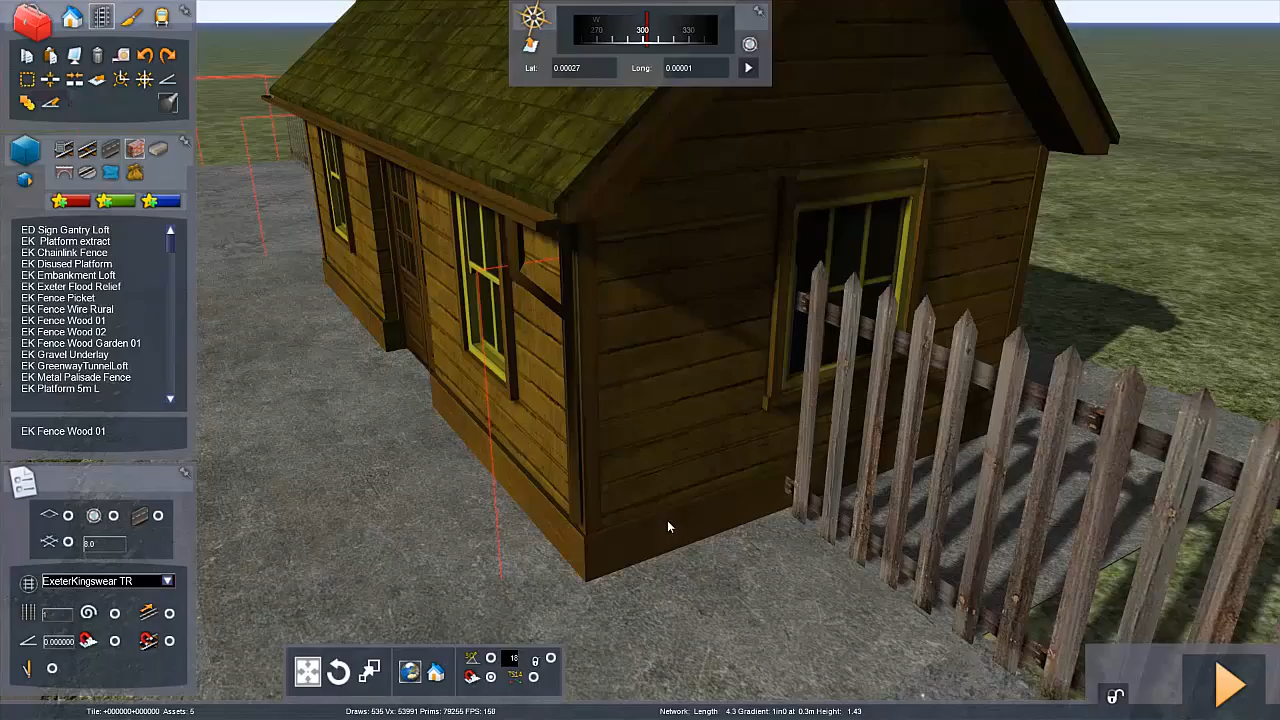 W
270 300 330
Lat: 0.00027 Long: 0.00001
ED Sign Gantry Loft
EK Platform extract
EK Chainlink Fence
EK Disused Platform
EK Embankment Loft
EK Exeter Flood Relief
EK Fence Picket
EK Fence Wire Rural
EK Fence Wood 01
EK Fence Wood 02
EK Fence Wood Garden 01
EK Gravel Underlay
EK GreenwayTunnelLoft
EK Metal Palisade Fence
EK Platform 5m L
EK Fence Wood 01
8.0
ExeterKingswear TR
1
0.000000
18
Tile: +000000+000000 Assets: 5
Draws: 535 Vx: 53991 Prims: 79255 FPS: 158
Network: Length 4.3 Gradient: 1in0 at 0.3m Height: 1.43